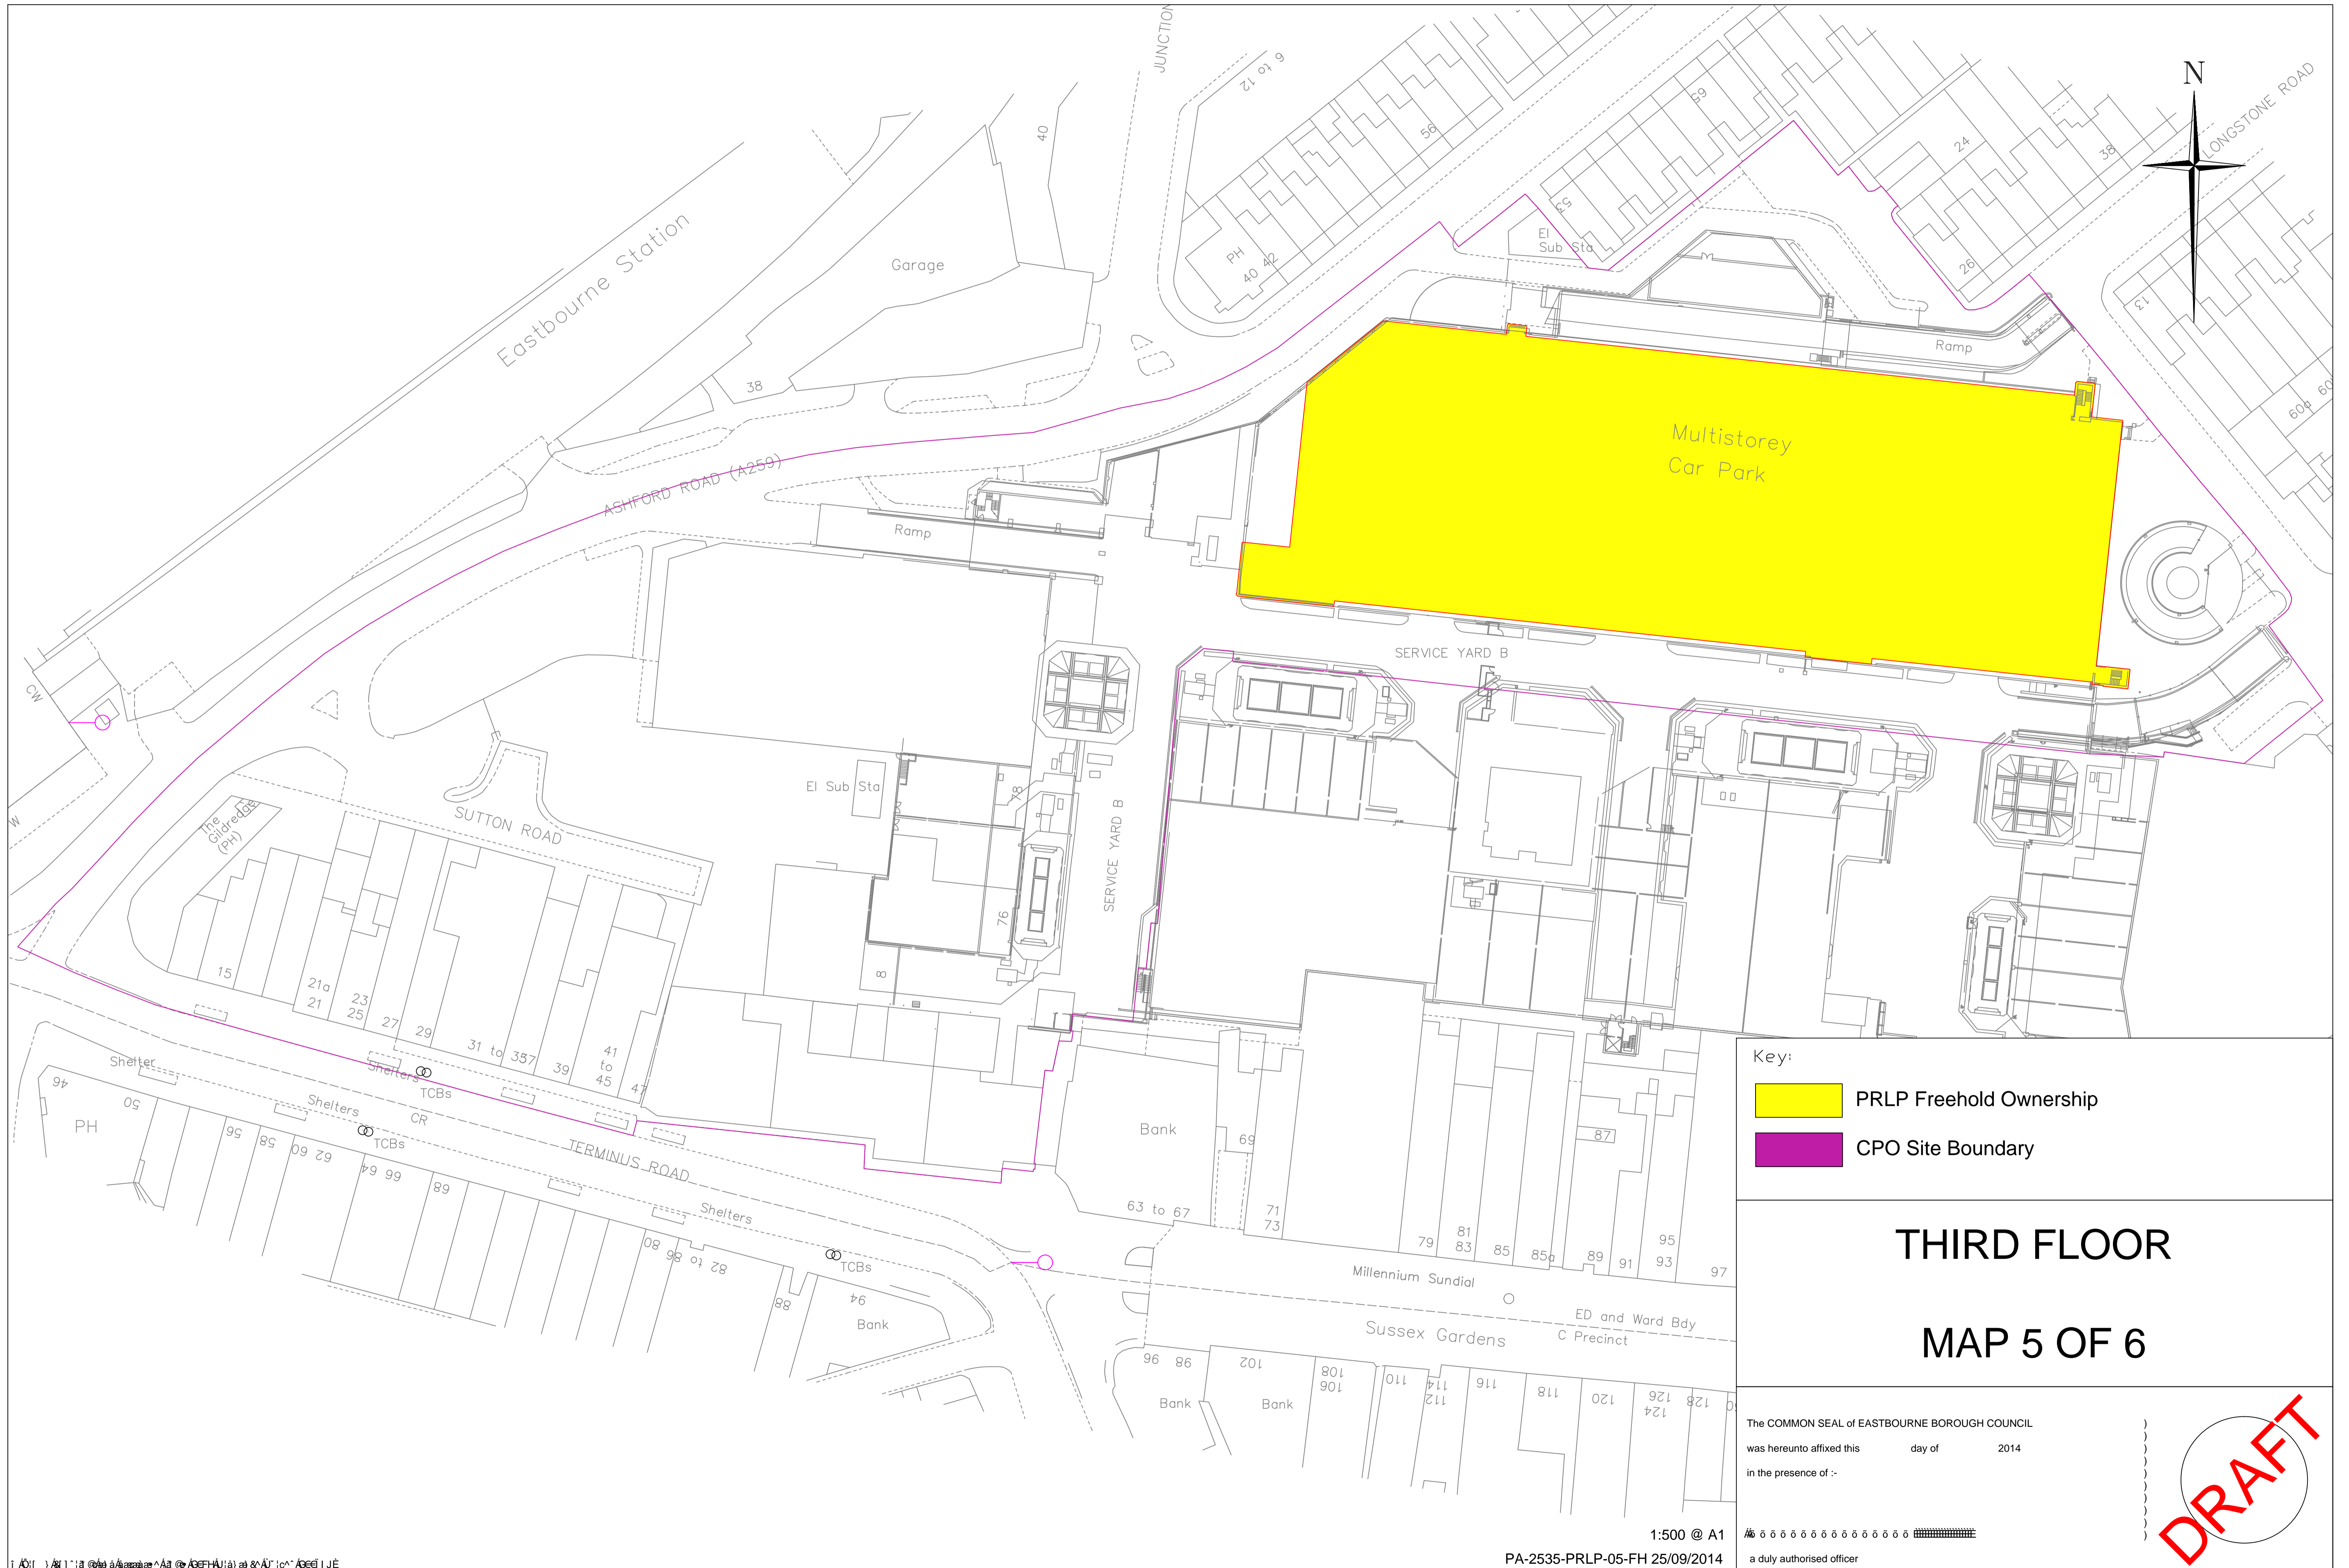 JUNCTION
6 to 12
N
LONGSTONE ROAD
40
56
65
24
38
Eastbourne Station
Garage
PH
40 42
53
El
Sub Sta
26
13
60a 60
Ramp
38
Multistorey
Car Park
ASHFORD ROAD (A259)
Ramp
SERVICE YARD B
CW
W
The
Gildredge
(PH)
SUTTON ROAD
El Sub Sta
78
76
8
SERVICE YARD B
15
21a
21
23
25
27
29
31 to 35
37
39
41
to
45
47
Shelter
Shelters
TCBs
46
50
PH
Shelters
TCBs
CR
TERMINUS ROAD
56
58
60 62
64 66
68
80
82 to 86
88
Shelters
TCBs
94
Bank
Bank
69
63 to 67
71
73
79
81
83
85
85a
87
89
91
93
95
97
Millennium Sundial
ED and Ward Bdy
Sussex Gardens
C Precinct
96
98
102
106
108
110
112
114
116
118
120
124
126
128
Bank
Bank
Key:
PRLP Freehold Ownership
CPO Site Boundary
THIRD FLOOR
MAP 5 OF 6
The COMMON SEAL of EASTBOURNE BOROUGH COUNCIL
was hereunto affixed this day of 2014
in the presence of :-
a duly authorised officer
DRAFT
1:500 @ A1
PA-2535-PRLP-05-FH 25/09/2014